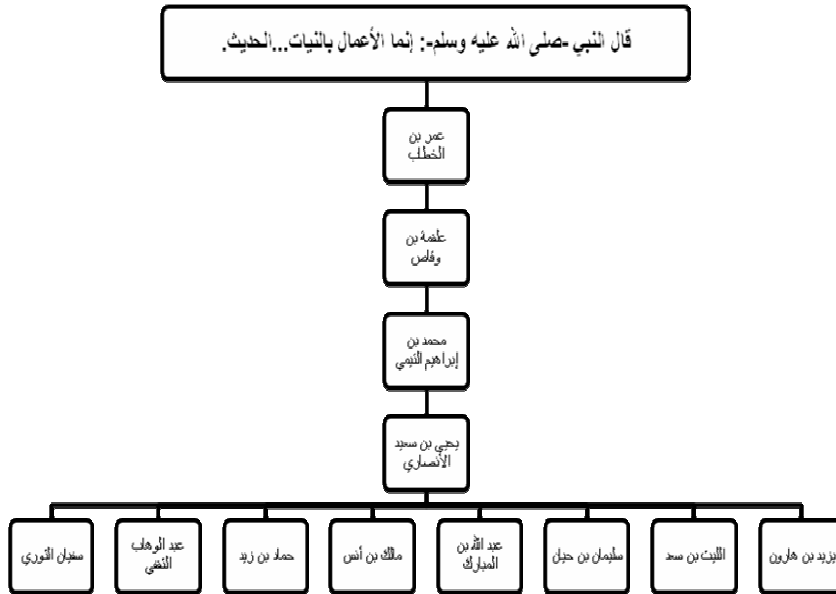 قال النبي -صلى الله عليه وسلم-: إنما الأعمال بالنيات...الحديث.
عمر بن
الخطاب
علقمة بن
وقاص
محمد بن
إبراهيم التيمي
يحيى بن سعيد
الأنصاري
يزيد بن هارون
الليث بن سعد
سليمان بن حيان
عبد الله بن
المبارك
مالك بن أنس
حماد بن زيد
عبد الوهاب
الثقفي
سفيان الثوري